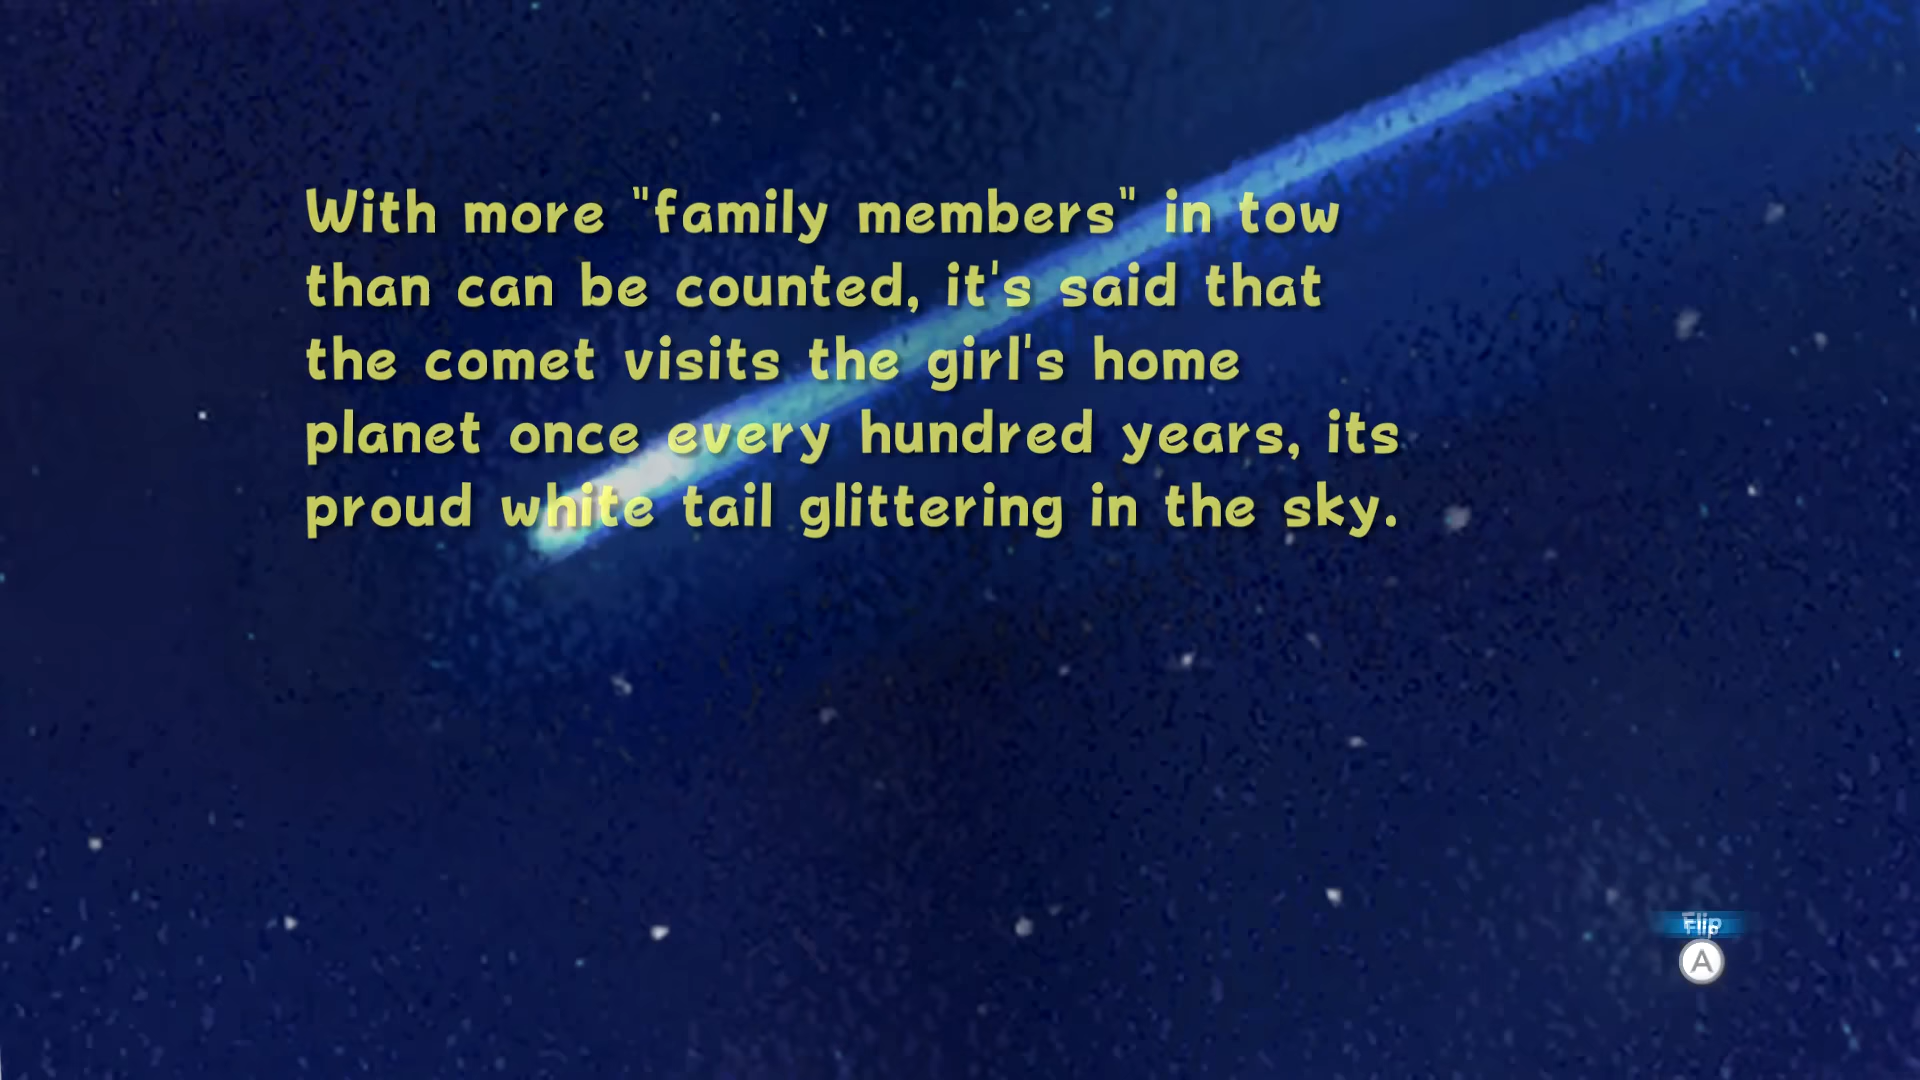 With more "family members" in tow
than can be counted, it's said that
the comet visits the girl's home
planet once every hundred years, its
proud white tail glittering in the sky.
Flip
A